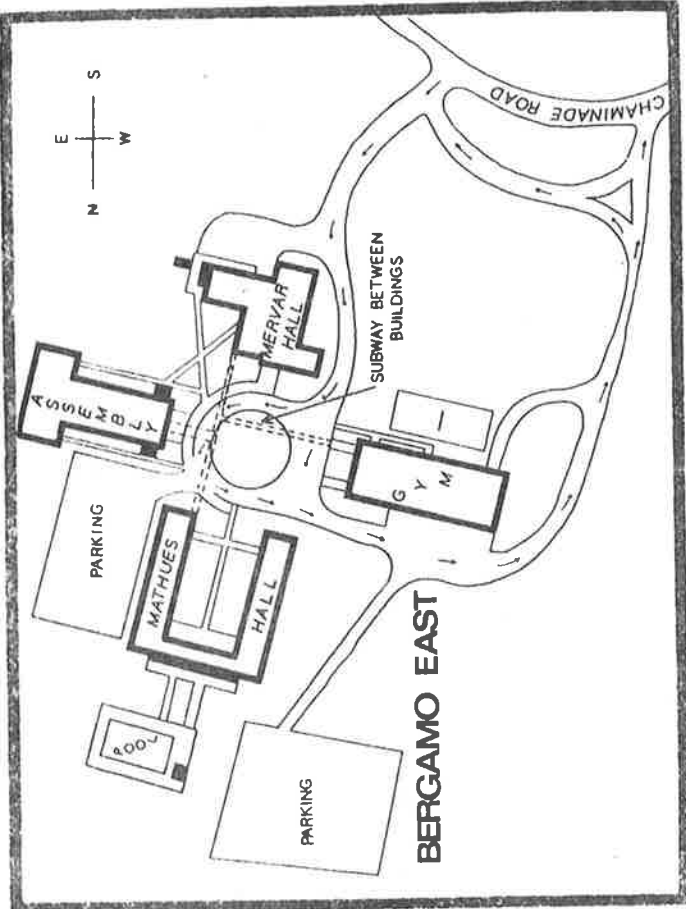 E
N
S
W
CHAMINADE ROAD
MERVAR
HALL
SUBWAY BETWEEN
BUILDINGS
ASSEMBLY
PARKING
MATHUES
HALL
GYM
POOL
PARKING
BERGAMO EAST